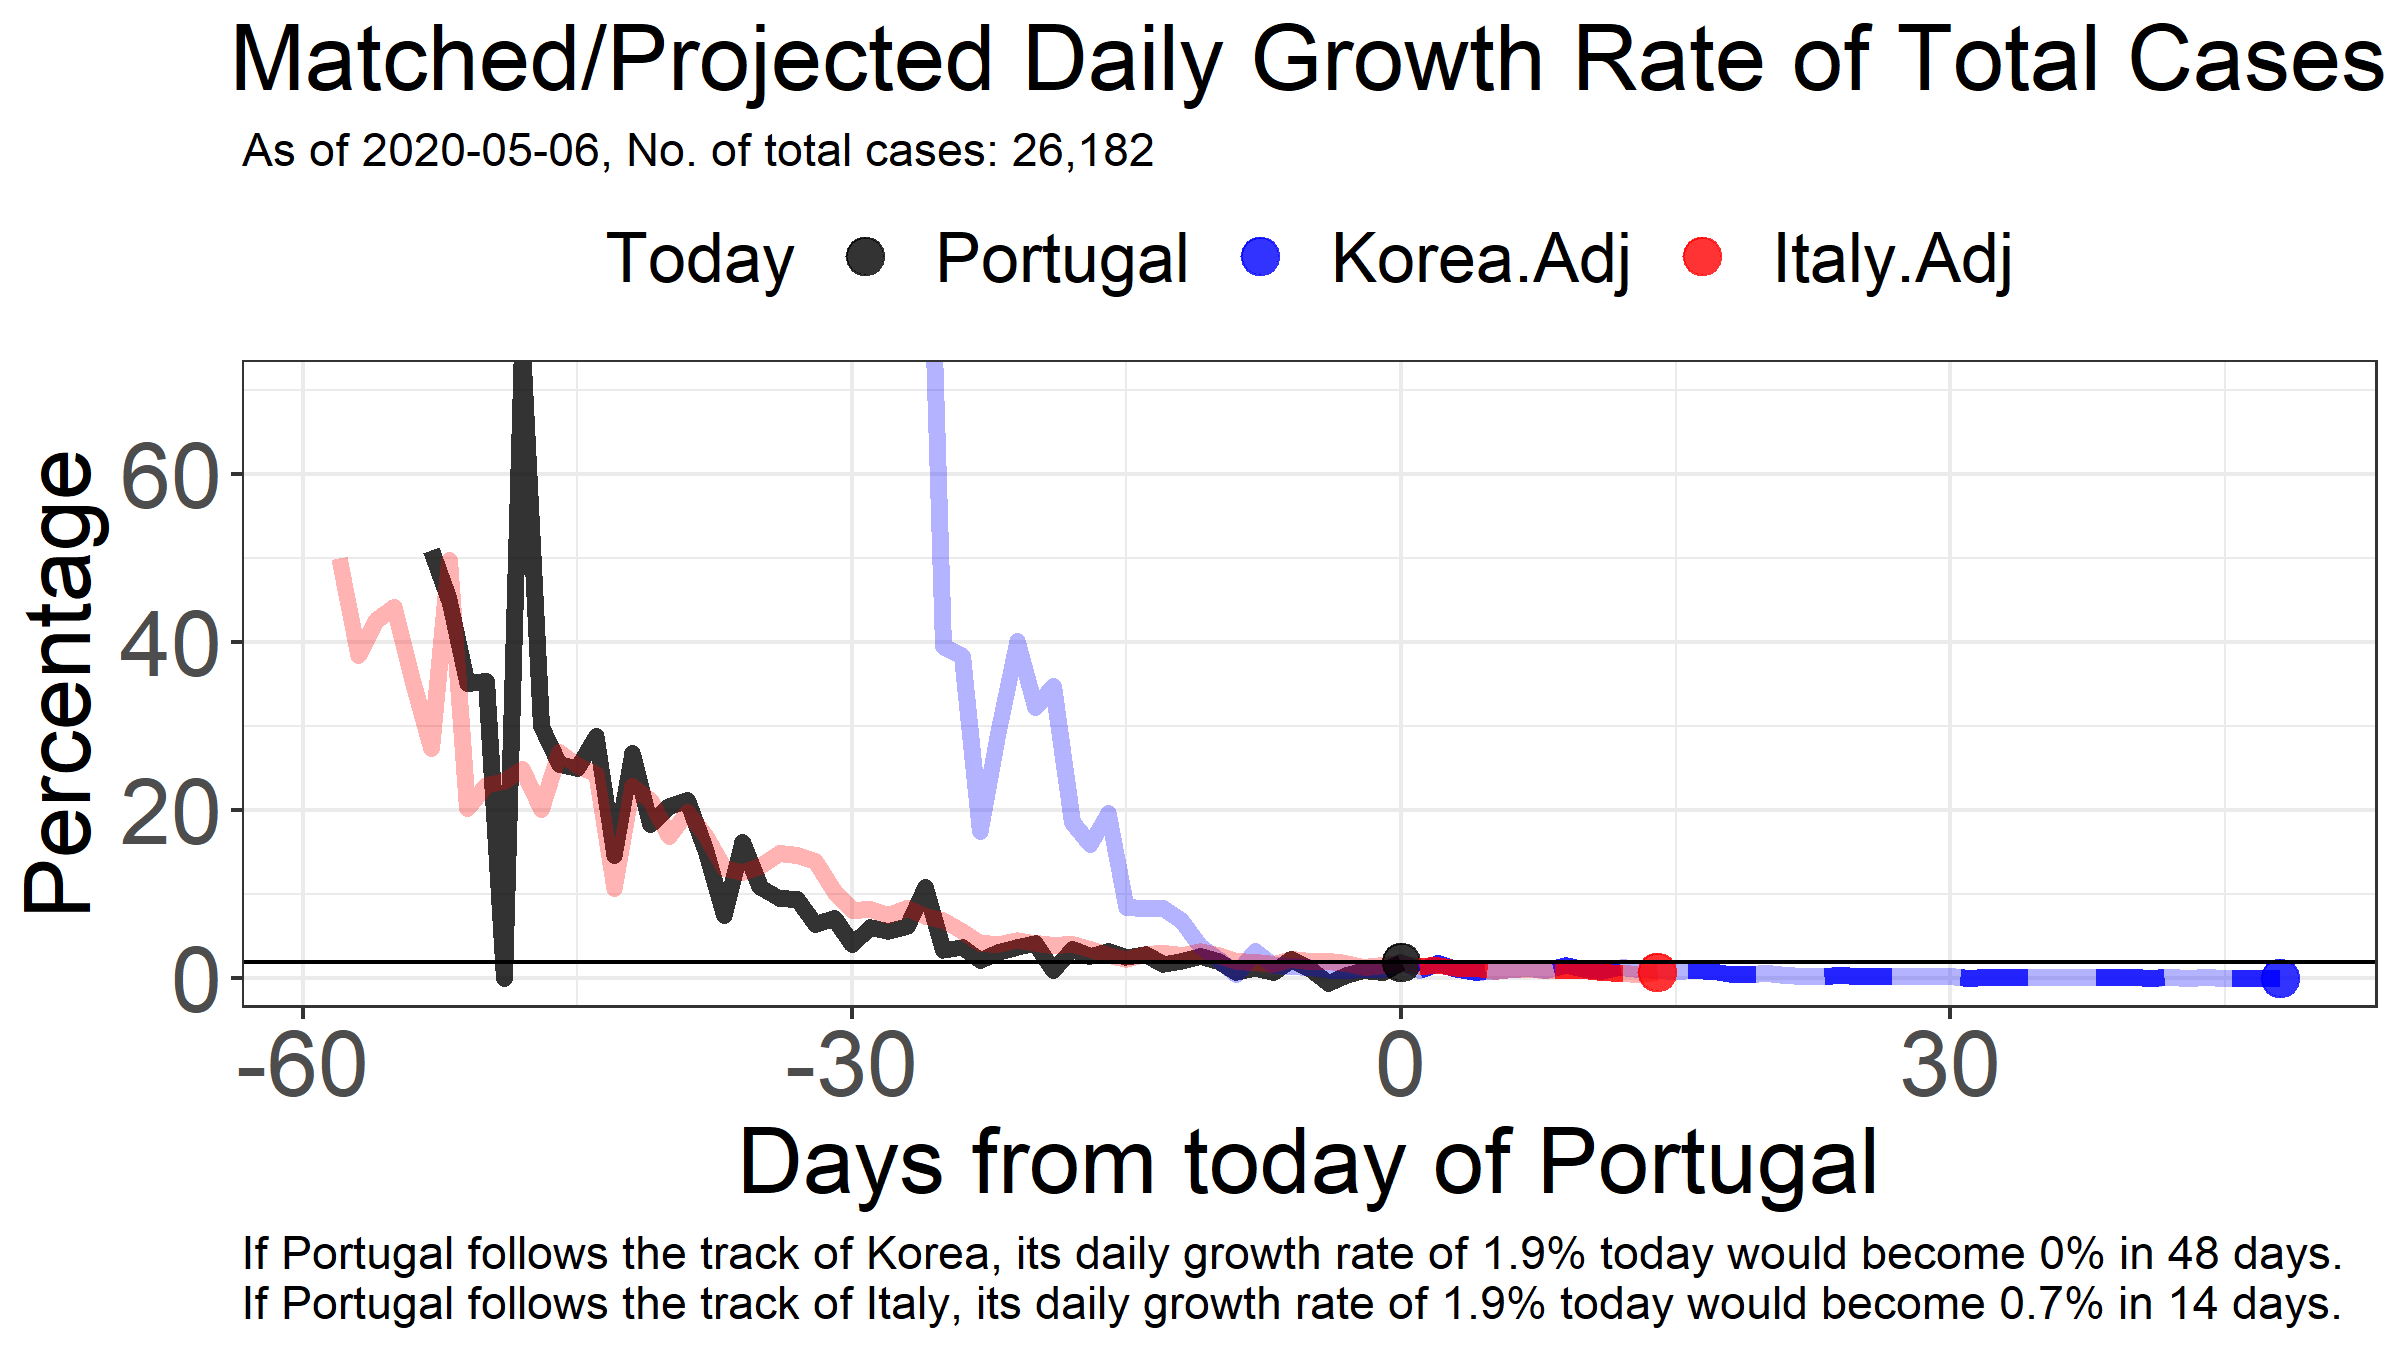 Matched/Projected Daily Growth Rate of Total Cases
As of 2020-05-06, No. of total cases: 26,182
Today Portugal Korea.Adj Italy.Adj
Percentage
60
40
20
0
-60 -30 0 30
Days from today of Portugal
If Portugal follows the track of Korea, its daily growth rate of 1.9% today would become 0% in 48 days.
If Portugal follows the track of Italy, its daily growth rate of 1.9% today would become 0.7% in 14 days.